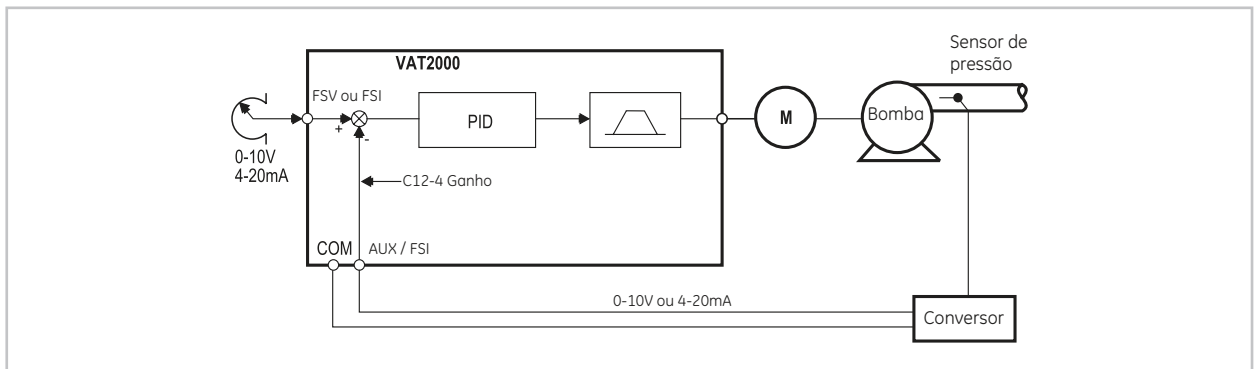 Sensor de
pressão
VAT2000
FSV ou FSI
+
-
PID
M
Bomba
0-10V
4-20mA
C12-4 Ganho
COM
AUX / FSI
0-10V ou 4-20mA
Conversor